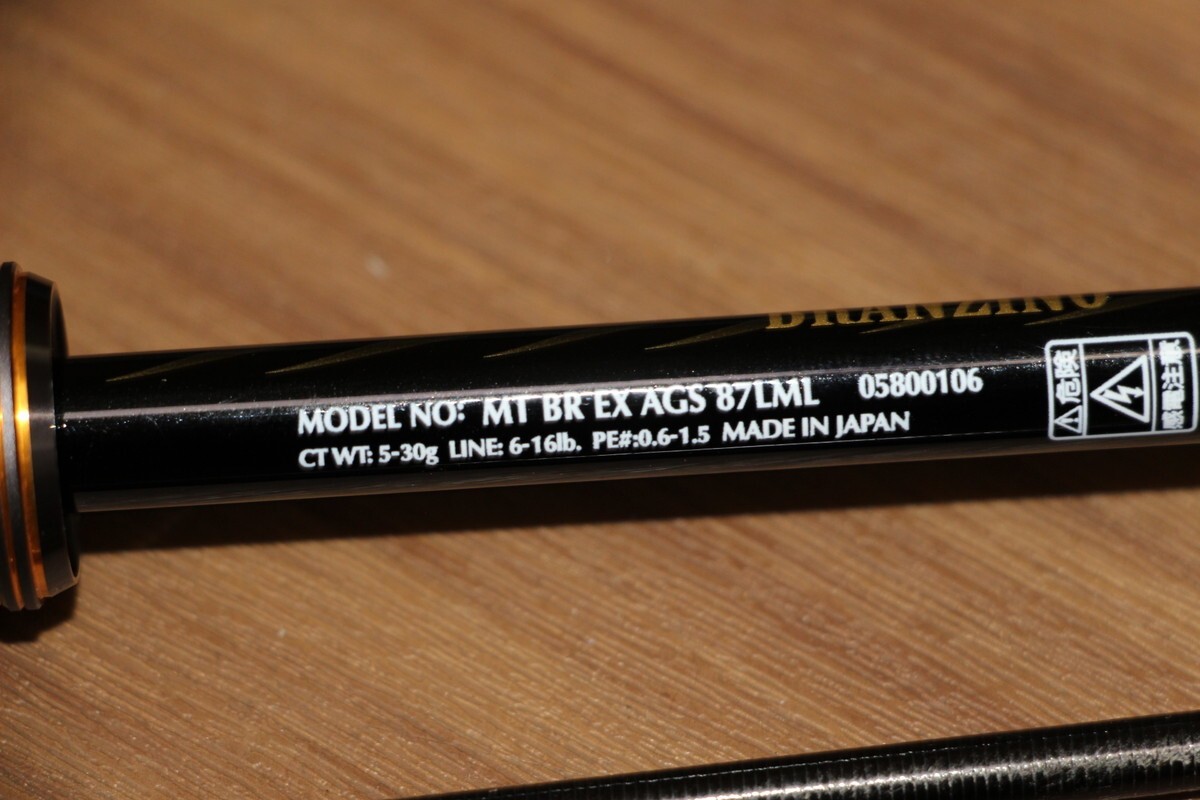 BRANZINO
MODEL NO: MT BR EX AGS 87LML 05800106
CT WT: 5-30g LINE: 6-16lb. PE#:0.6-1.5 MADE IN JAPAN
危険
感電注意